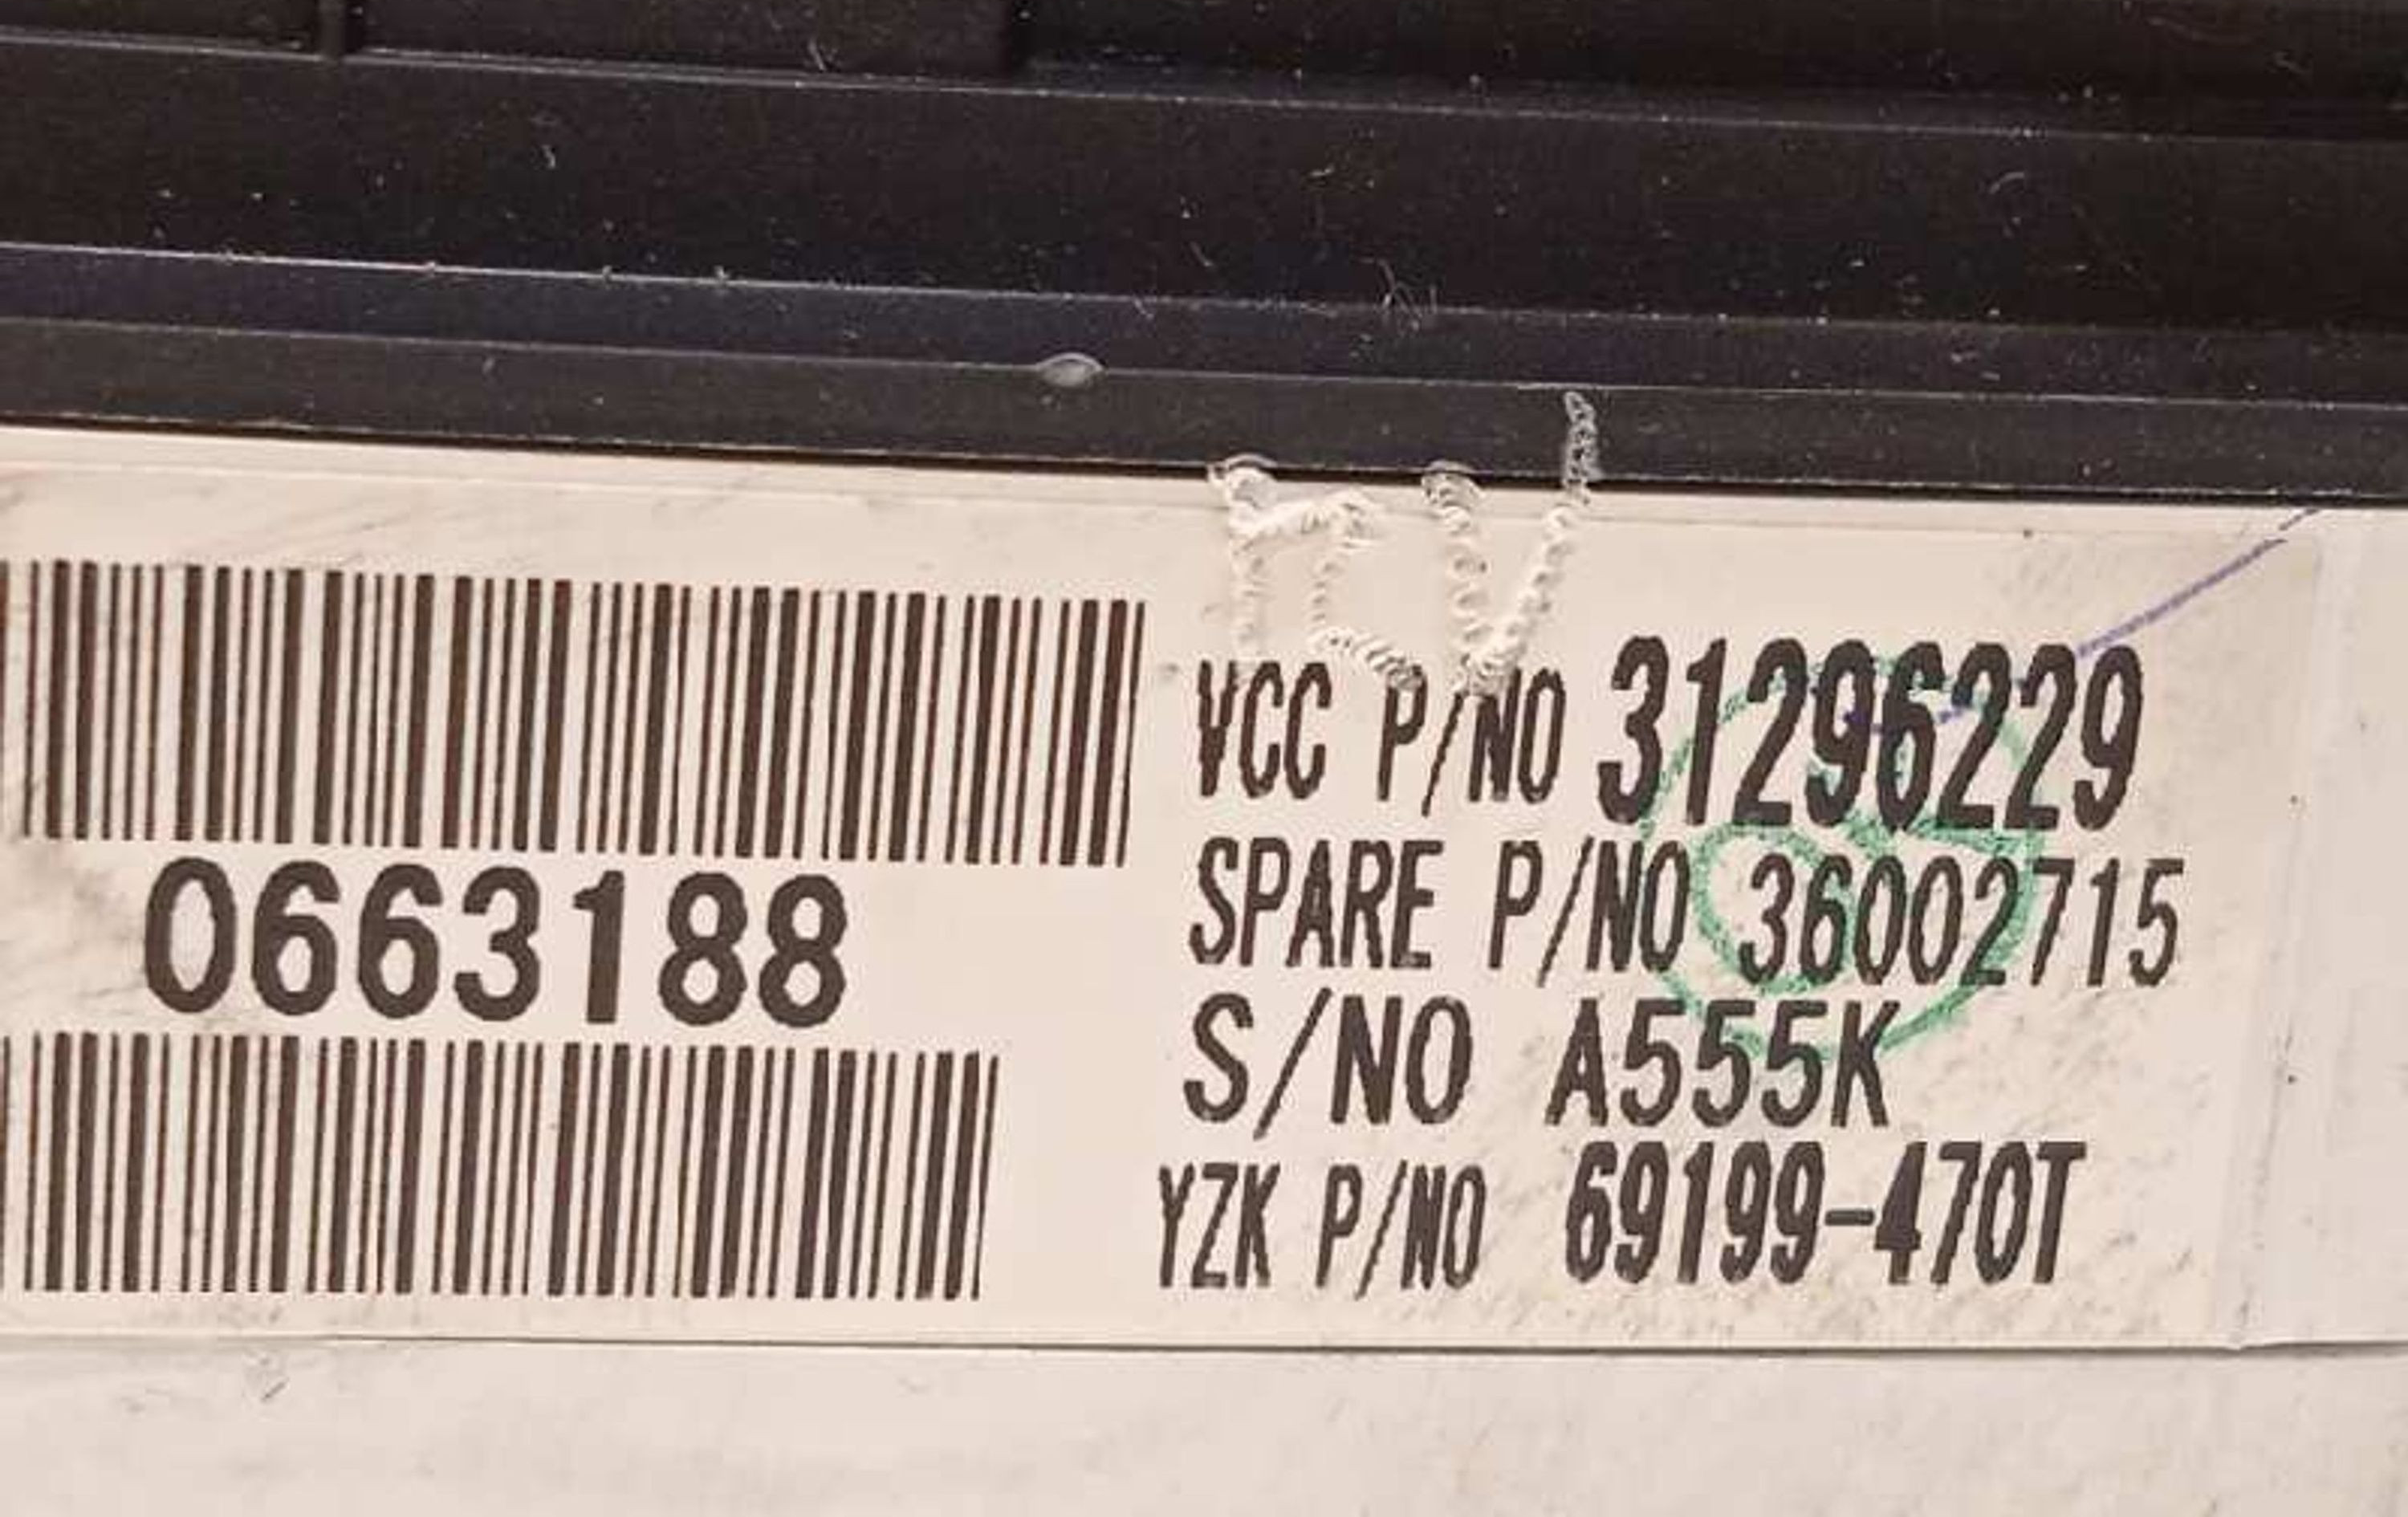 0663188
VCC P/NO 31296229
SPARE P/NO 36002715
S/NO A555K
YZK P/NO 69199-470T